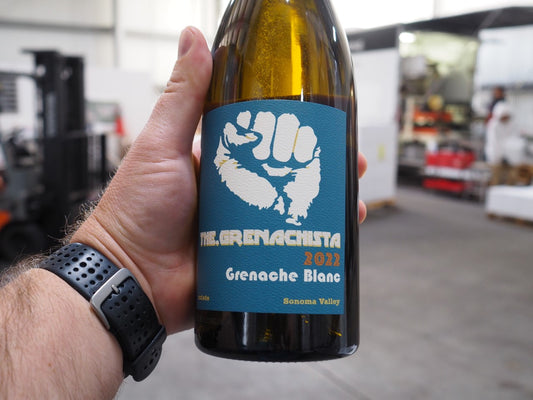 THE GRENACHISTA
2022
Grenache Blanc
Sonoma Valley